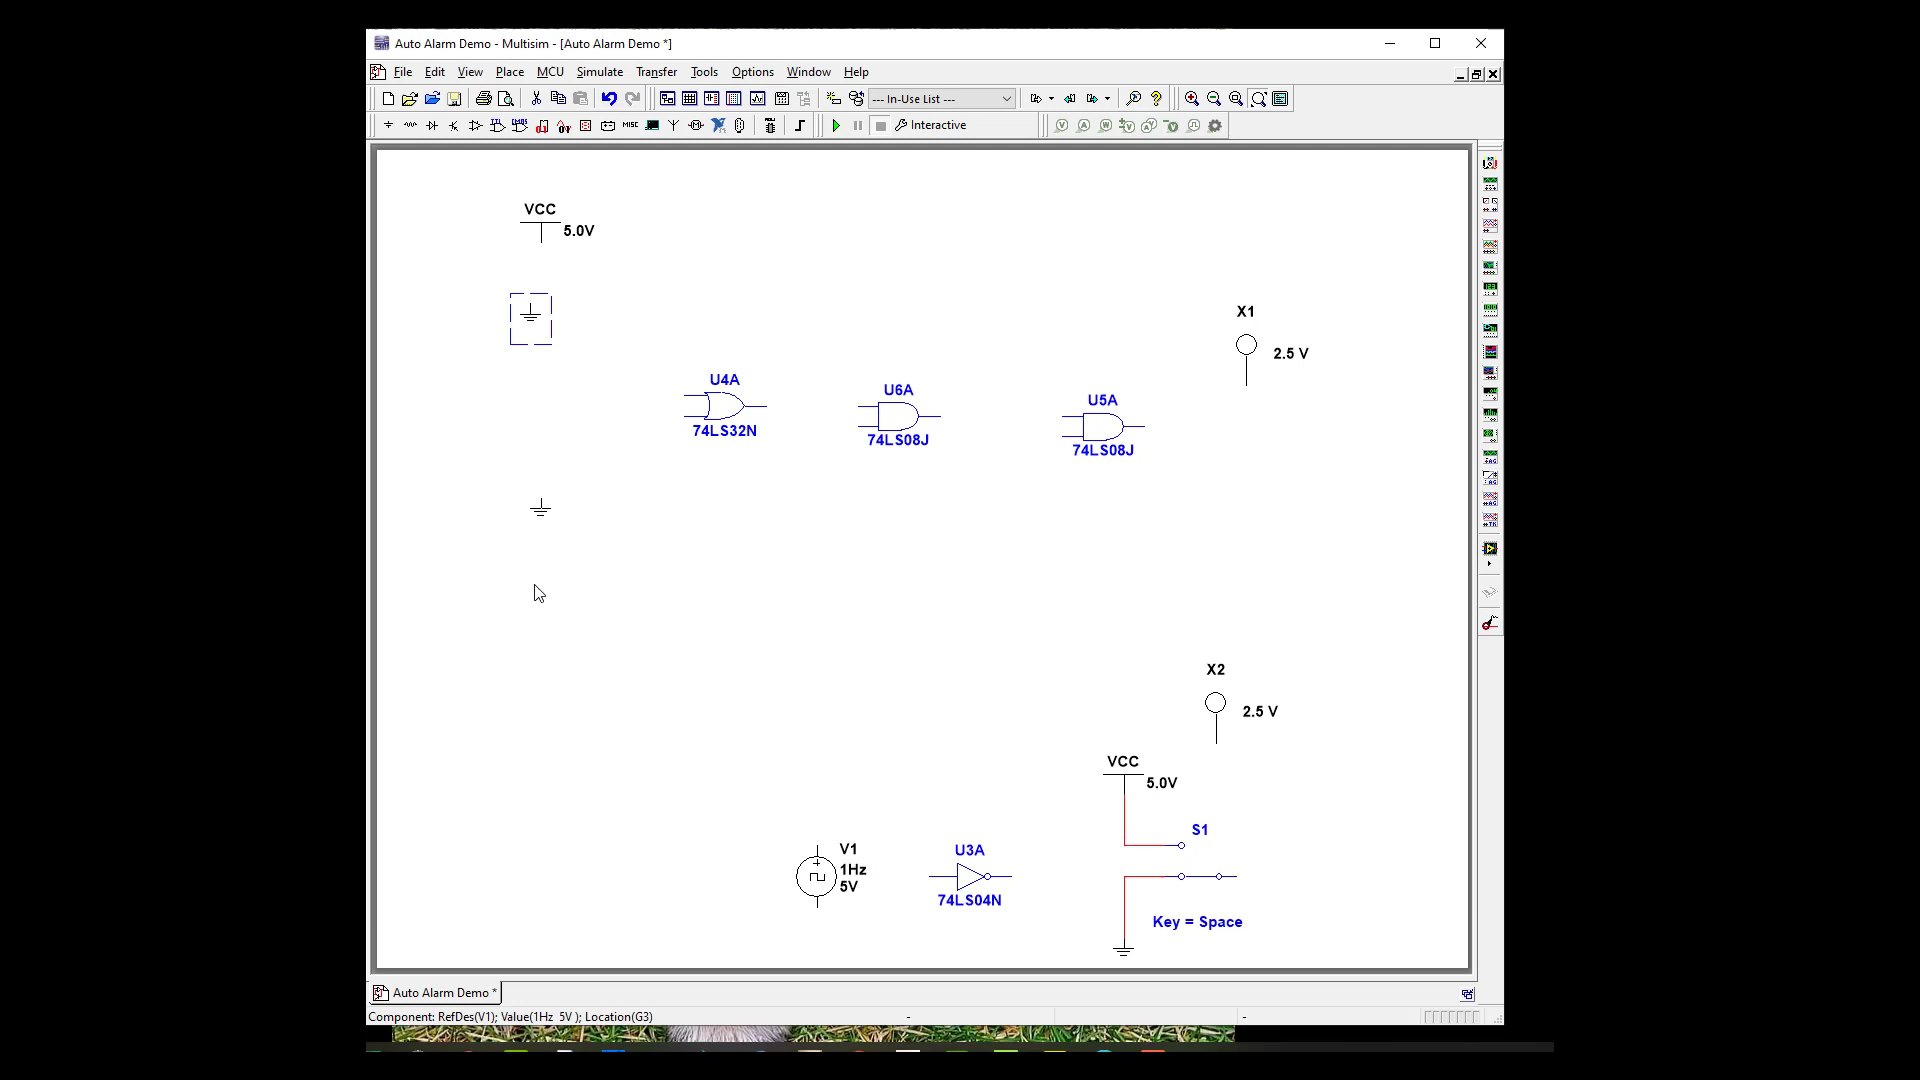 Auto Alarm Demo - Multisim - [Auto Alarm Demo *]
File Edit View Place MCU Simulate Transfer Tools Options Window Help
--- In-Use List ---
MISC Interactive
VCC
5.0V
X1
2.5 V
U4A
74LS32N
U6A
74LS08J
U5A
74LS08J
X2
2.5 V
VCC
5.0V
S1
V1
1Hz
5V
U3A
74LS04N
Key = Space
Auto Alarm Demo *
Component: RefDes(V1); Value(1Hz 5V ); Location(G3) - -